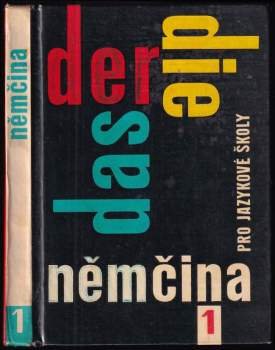 němčina
1
der
die
das
PRO JAZYKOVÉ ŠKOLY
němčina
1